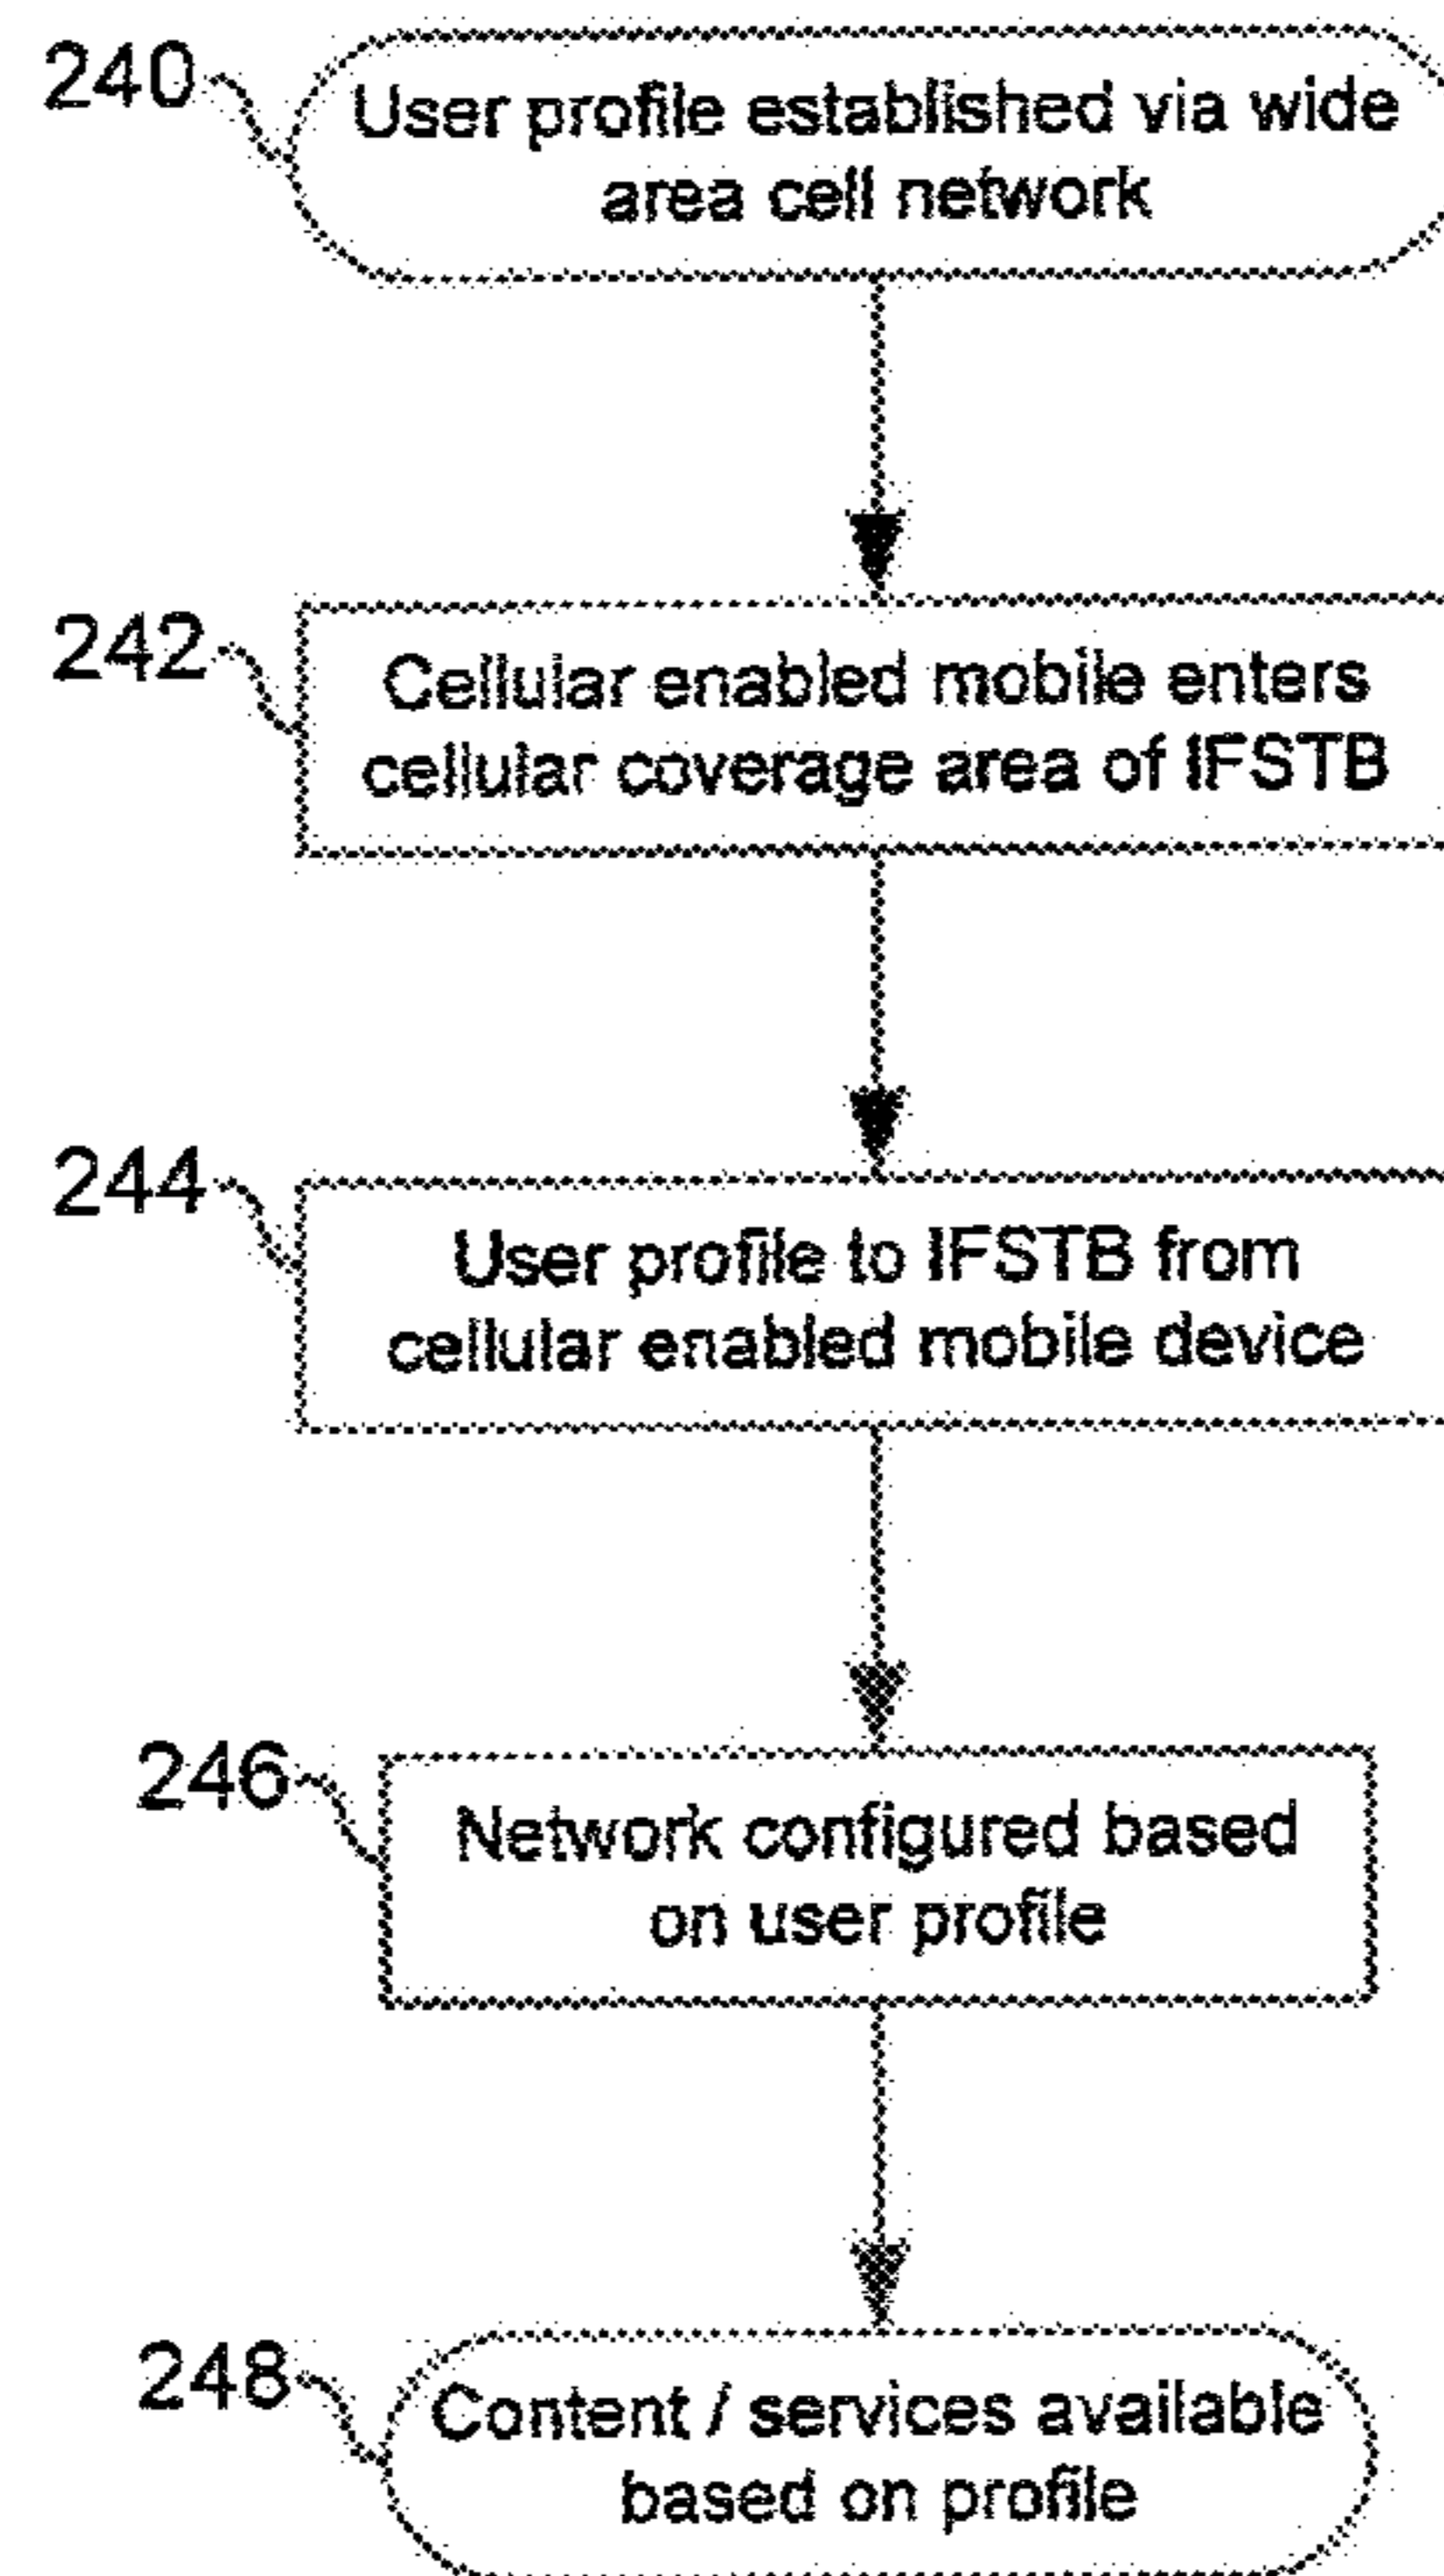 240
User profile established via wide
area cell network
242
Cellular enabled mobile enters
cellular coverage area of IFSTB
244
User profile to IFSTB from
cellular enabled mobile device
246
Network configured based
on user profile
248
Content / services available
based on profile